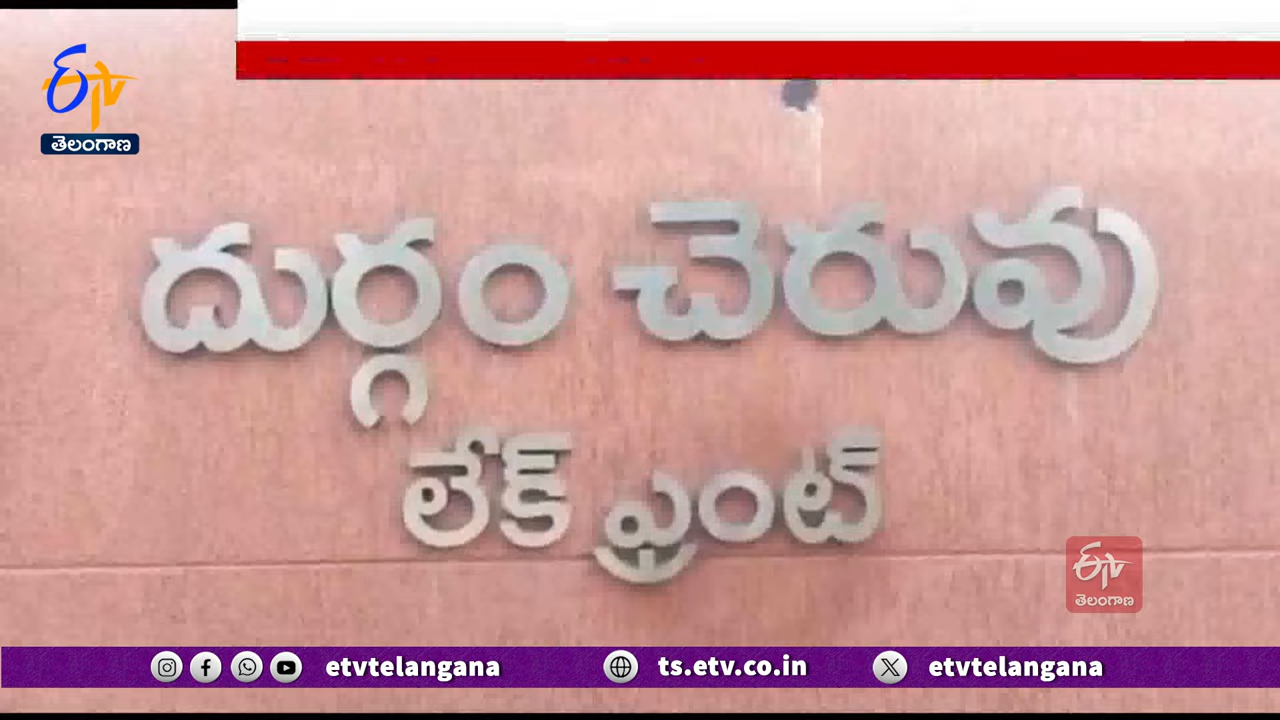 ETV
తెలంగాణ
దుర్గం చెరువు
లేక్ ఫ్రంట్
ETV
తెలంగాణ
etvtelangana
ts.etv.co.in
etvtelangana